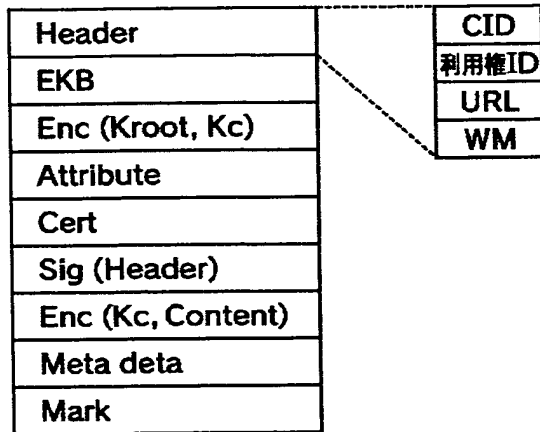 Header
EKB
Enc (Kroot, Kc)
Attribute
Cert
Sig (Header)
Enc (Kc, Content)
Meta deta
Mark
CID
利用権ID
URL
WM